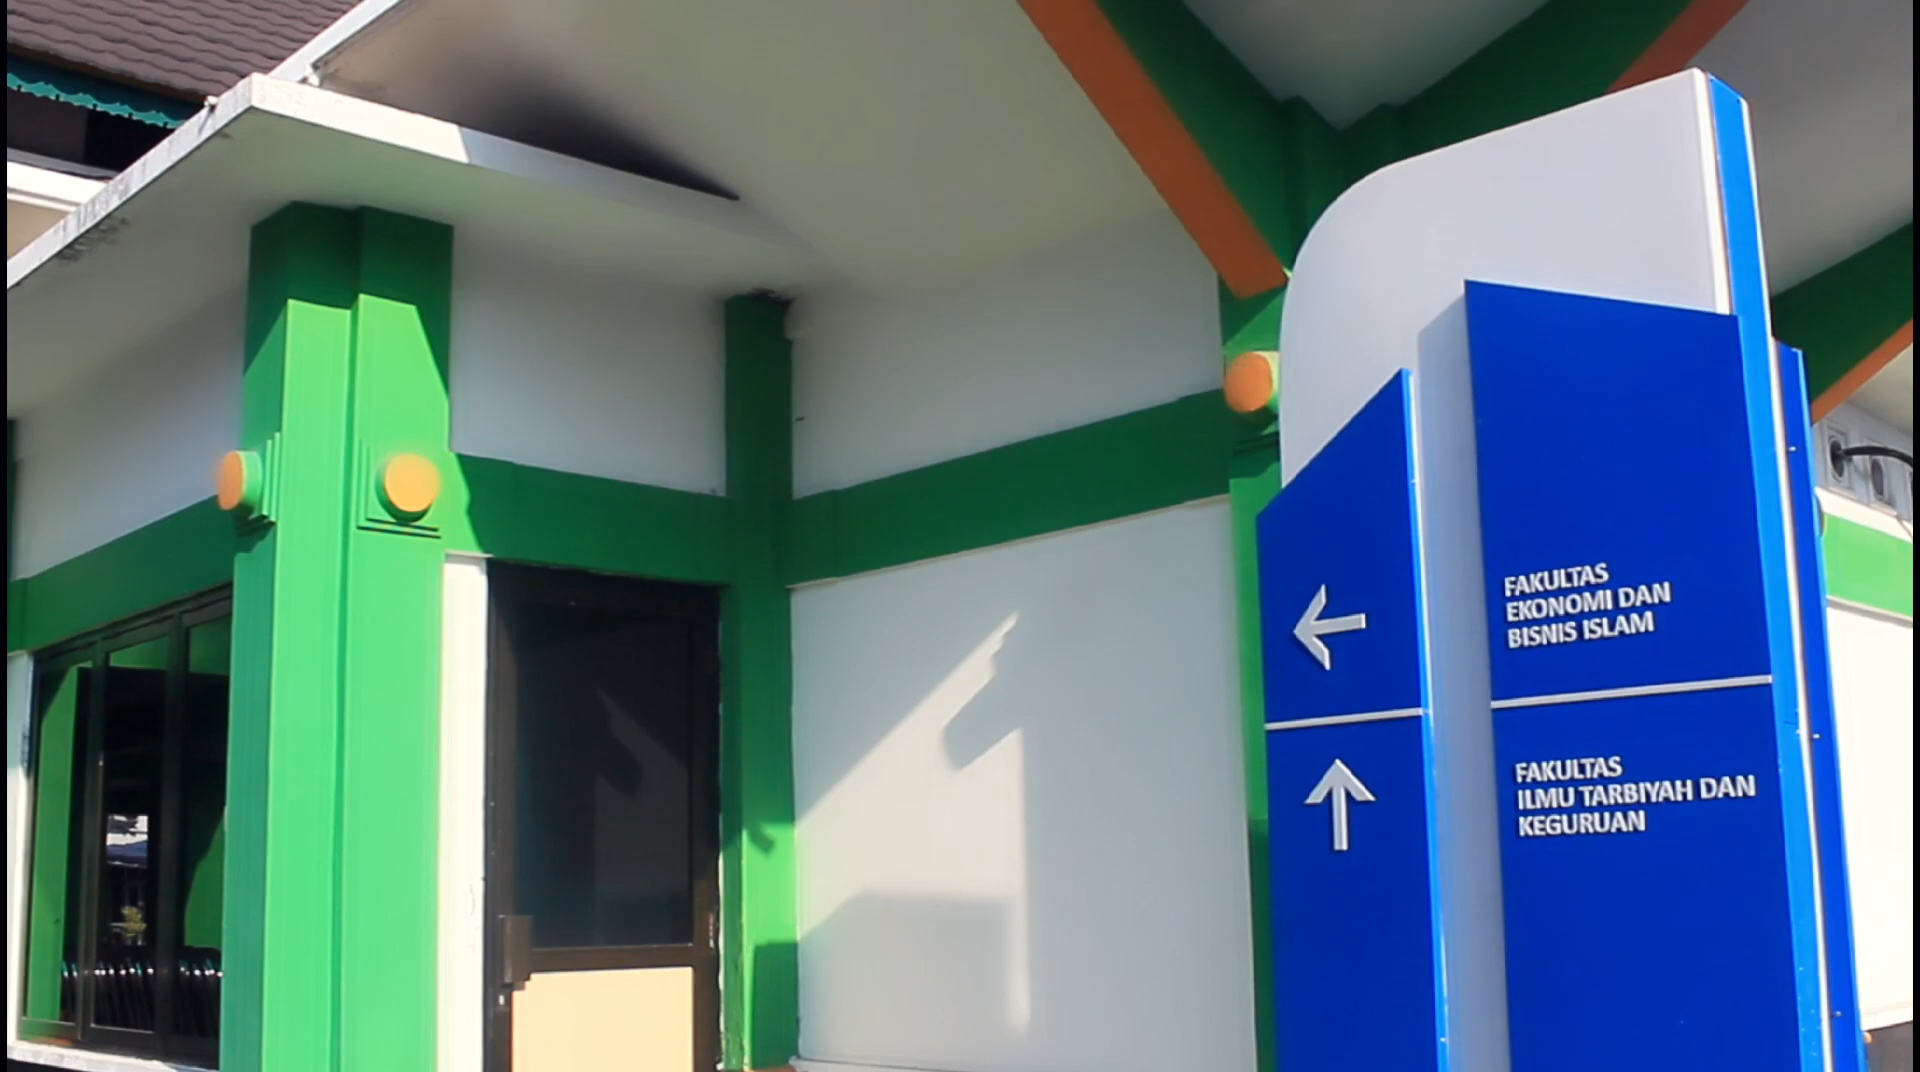 FAKULTAS
EKONOMI DAN
BISNIS ISLAM
FAKULTAS
ILMU TARBIYAH DAN
KEGURUAN